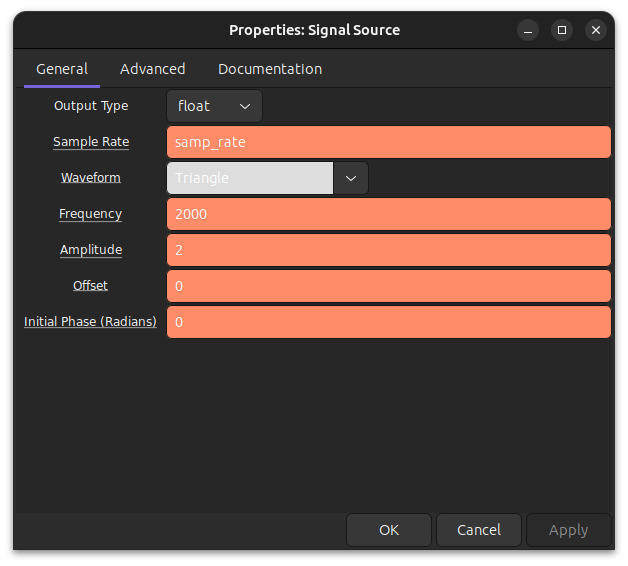 Properties: Signal Source
General Advanced Documentation
Output Type float
Sample Rate samp_rate
Waveform Triangle
Frequency 2000
Amplitude 2
Offset 0
Initial Phase (Radians) 0
OK Cancel Apply